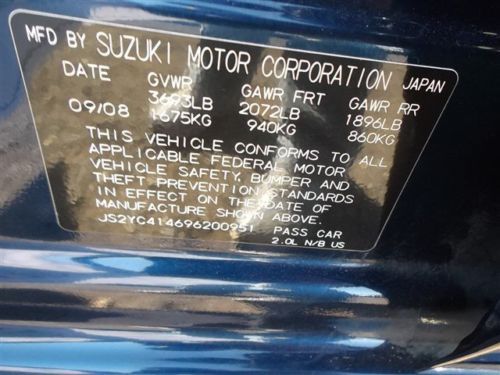 MFD BY SUZUKI MOTOR CORPORATION JAPAN
DATE GVWR GAWR FRT GAWR RR
09/08 3693LB 2072LB 1896LB
1675KG 940KG 860KG
THIS VEHICLE CONFORMS TO ALL
APPLICABLE FEDERAL MOTOR
VEHICLE SAFETY, BUMPER AND
THEFT PREVENTION STANDARDS
IN EFFECT ON THE DATE OF
MANUFACTURE SHOWN ABOVE.
JS2YC414696200951 PASS CAR
2.0L N/B US